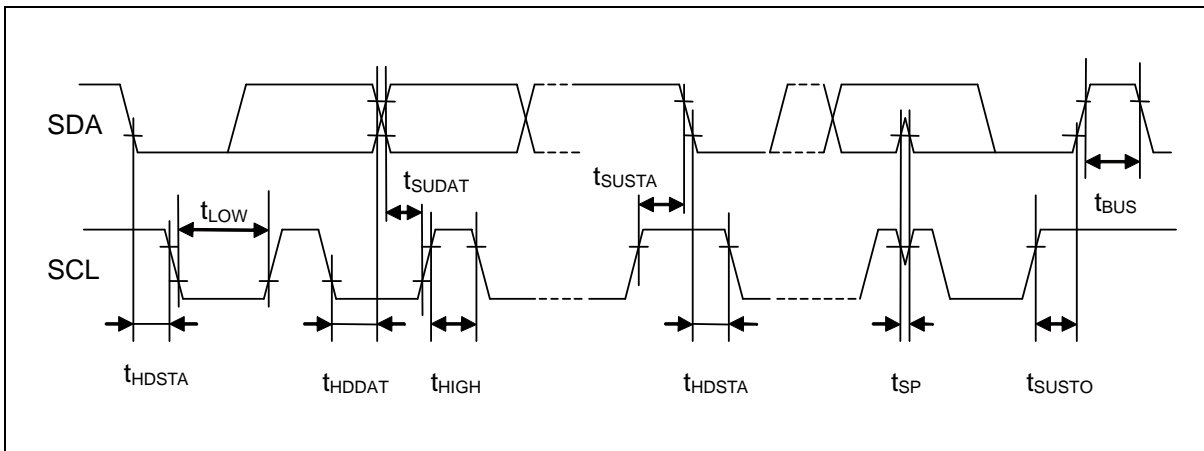 SDA
tSUDAT
tSUSTA
tLOW
tBUS
SCL
tHDSTA
tHDDAT
tHIGH
tHDSTA
tSP
tSUSTO